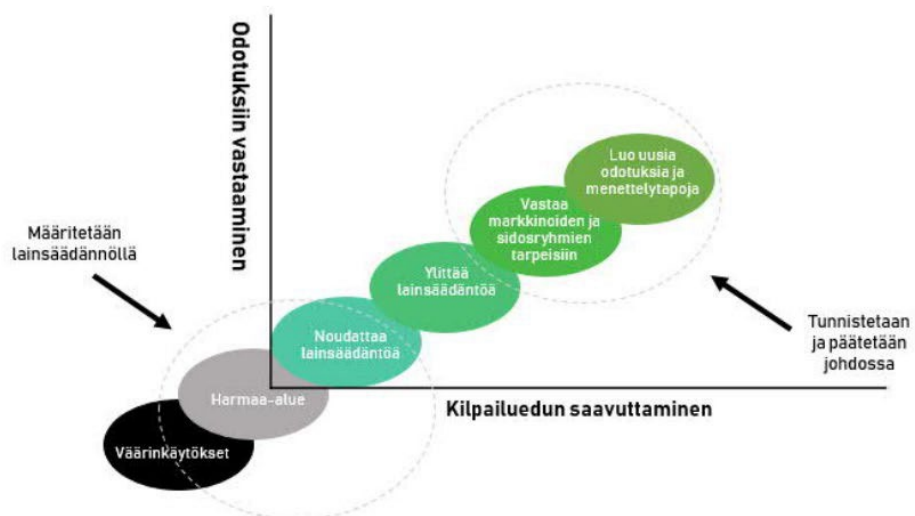 Odotuksiin vastaaminen
Luo uusia
odotuksia ja
menettelytapoja
Vastaa
markkinoiden ja
sidosryhmien
tarpeisiin
Määritetään
lainsäädännöllä
Ylittää
lainsäädäntöä
Tunnistetaan
ja päätetään
johdossa
Noudattaa
lainsäädäntöä
Harmaa-alue
Kilpailuedun saavuttaminen
Väärinkäytökset